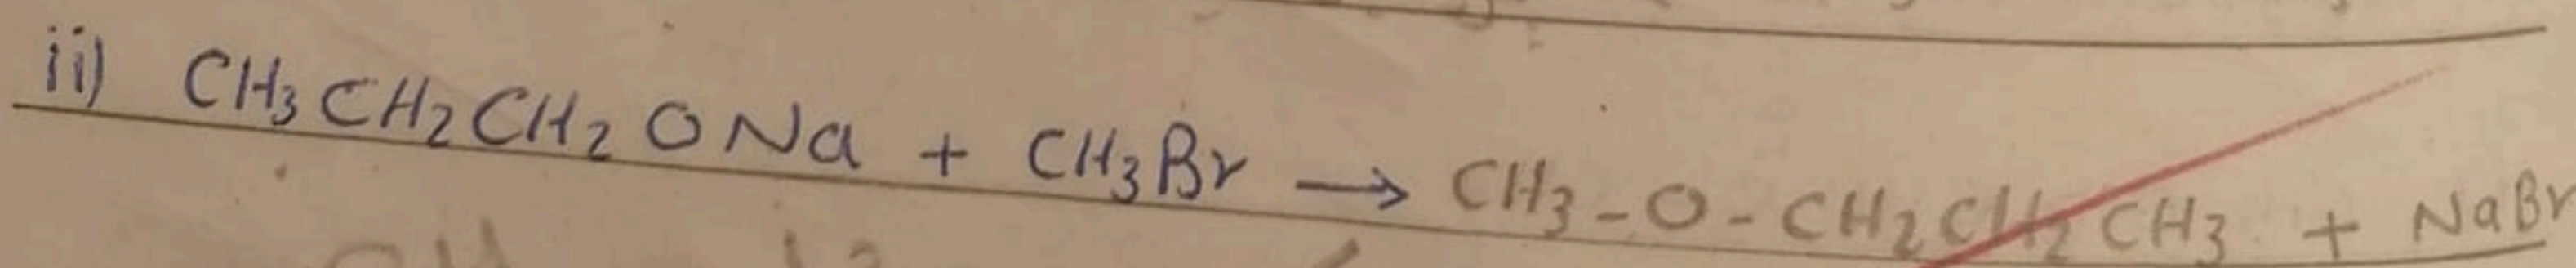 ii) CH3CH2CH2ONa + CH3Br → CH3-O-CH2CH2CH3 + NaBr